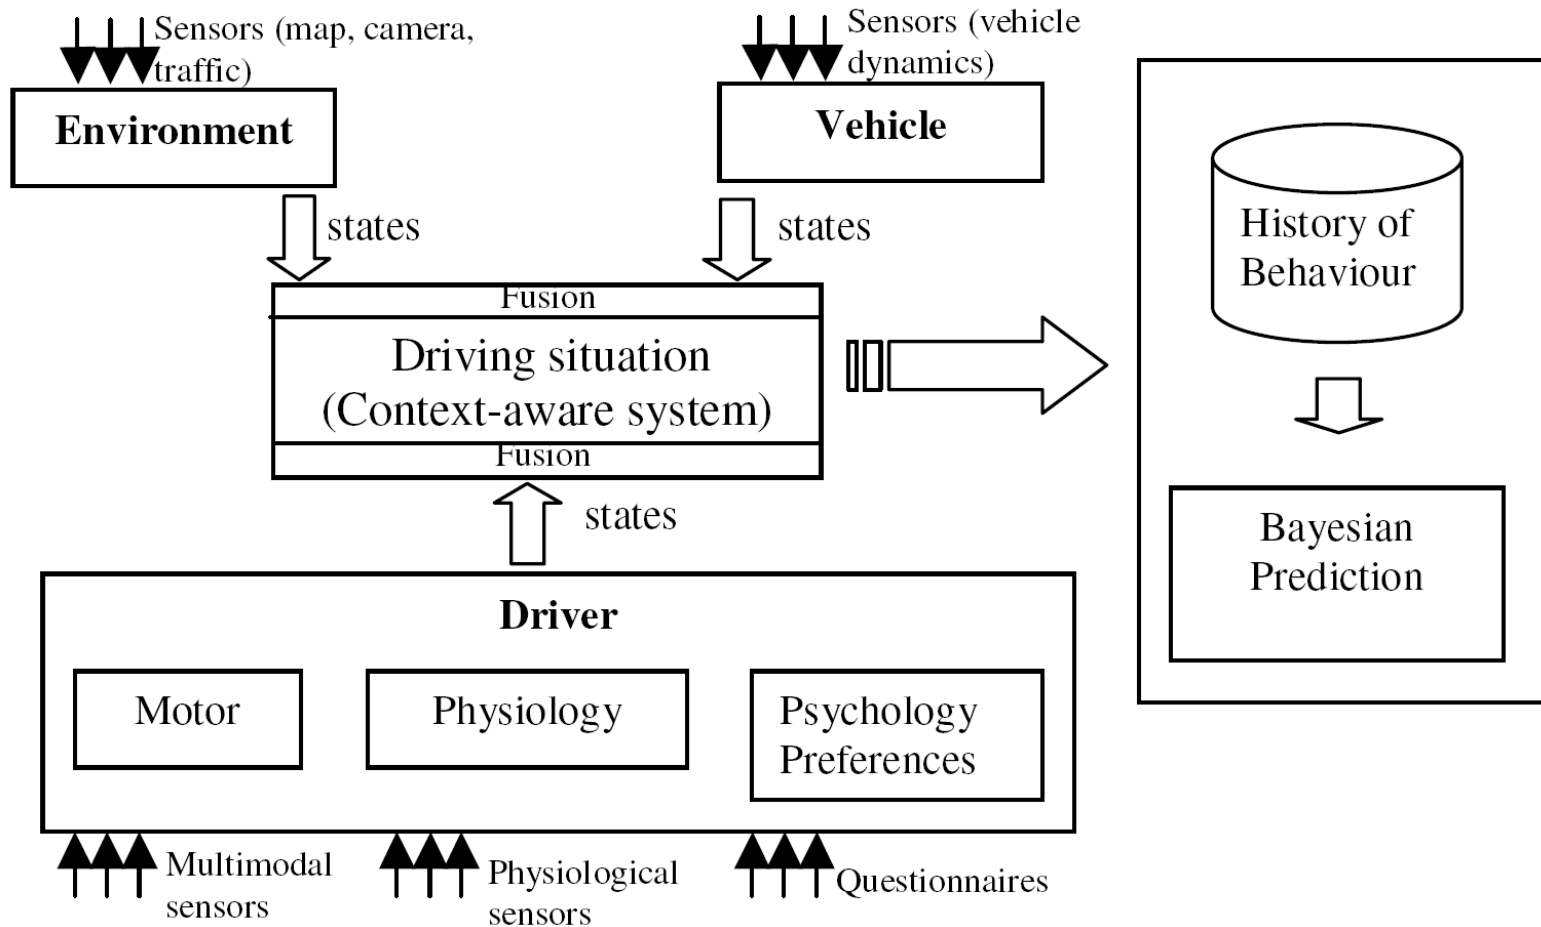 Sensors (map, camera,
traffic)
Environment
states
Sensors (vehicle
dynamics)
Vehicle
states
Fusion
Driving situation
(Context-aware system)
Fusion
states
Driver
Motor
Physiology
Psychology
Preferences
Multimodal
sensors
Physiological
sensors
Questionnaires
History of
Behaviour
Bayesian
Prediction